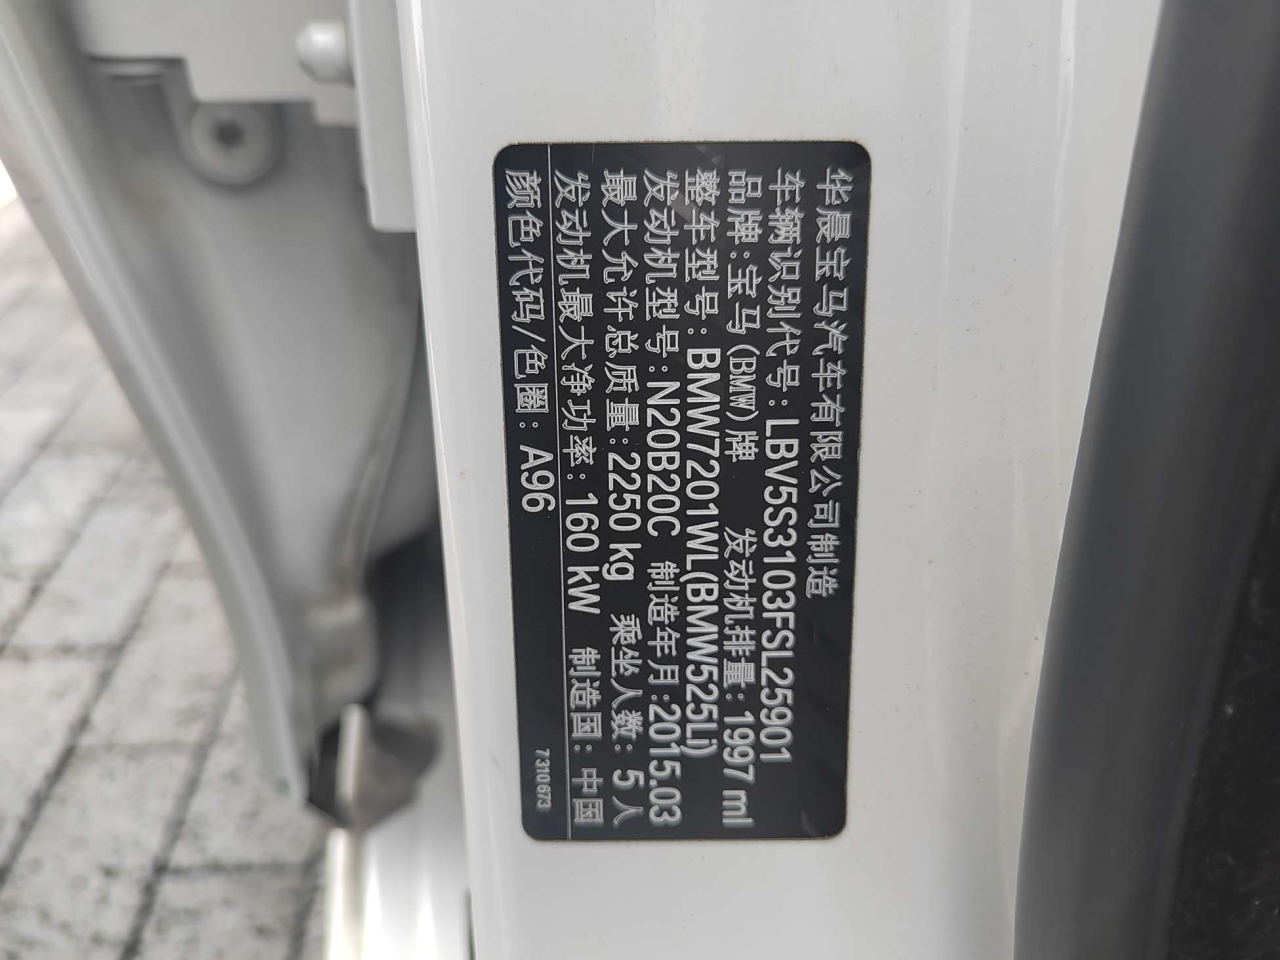 华晨宝马汽车有限公司制造
车辆识别代号: LBV5S3103FSL25901
品牌:宝马(BMW)牌 发动机排量: 1997 ml
整车型号: BMW7201WL(BMW525Li)
发动机型号: N20B20C 制造年月:2015.03
最大允许总质量:2250 kg 乘坐人数: 5人
发动机最大净功率: 160 kW 制造国: 中国
颜色代码/色圈: A96
7310673